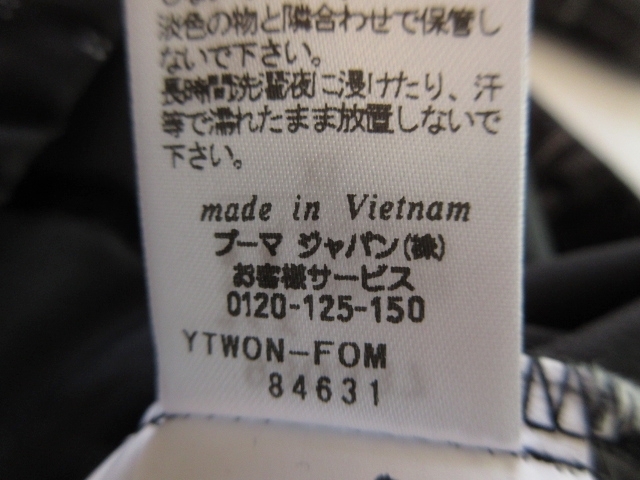 淡色の物と隣合わせで保管し
ないで下さい。
長時間洗濯液に浸けたり、汗
等で濡れたまま放置しないで
下さい。
made in Vietnam
プーマ ジャパン(株)
お客様サービス
0120-125-150
YTWON-FOM
84631